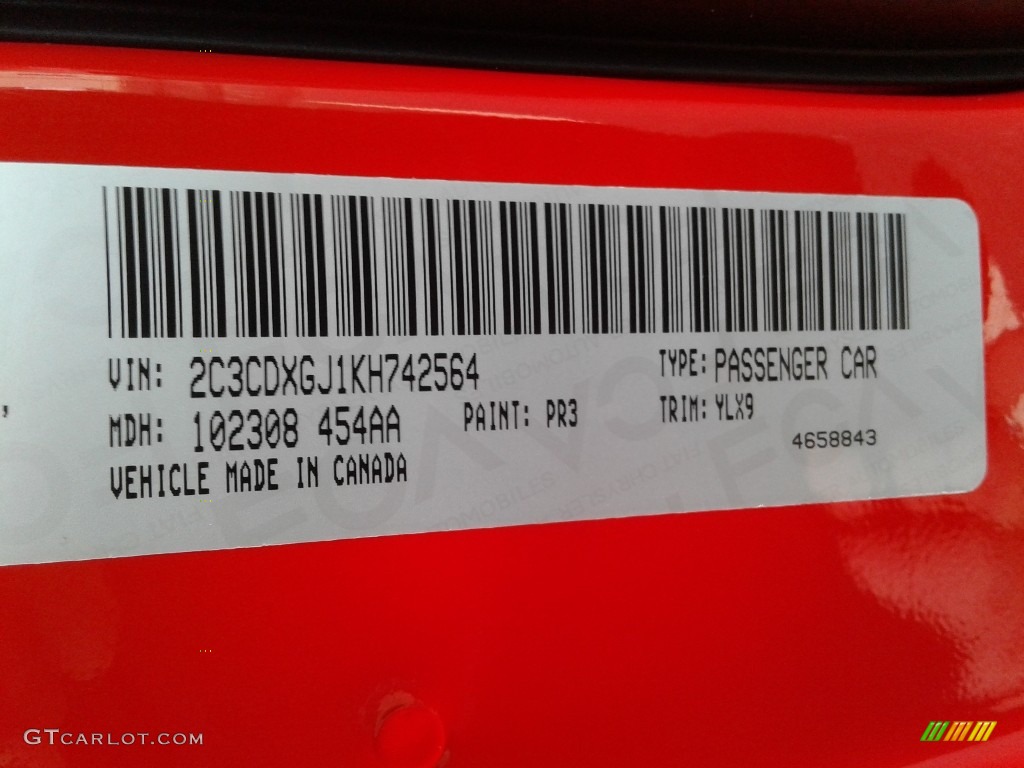 VIN: 2C3CDXGJ1KH742564 TYPE: PASSENGER CAR
MDH: 102308 454AA PAINT: PR3 TRIM: YLX9
4658843
VEHICLE MADE IN CANADA
GTCARLOT.COM